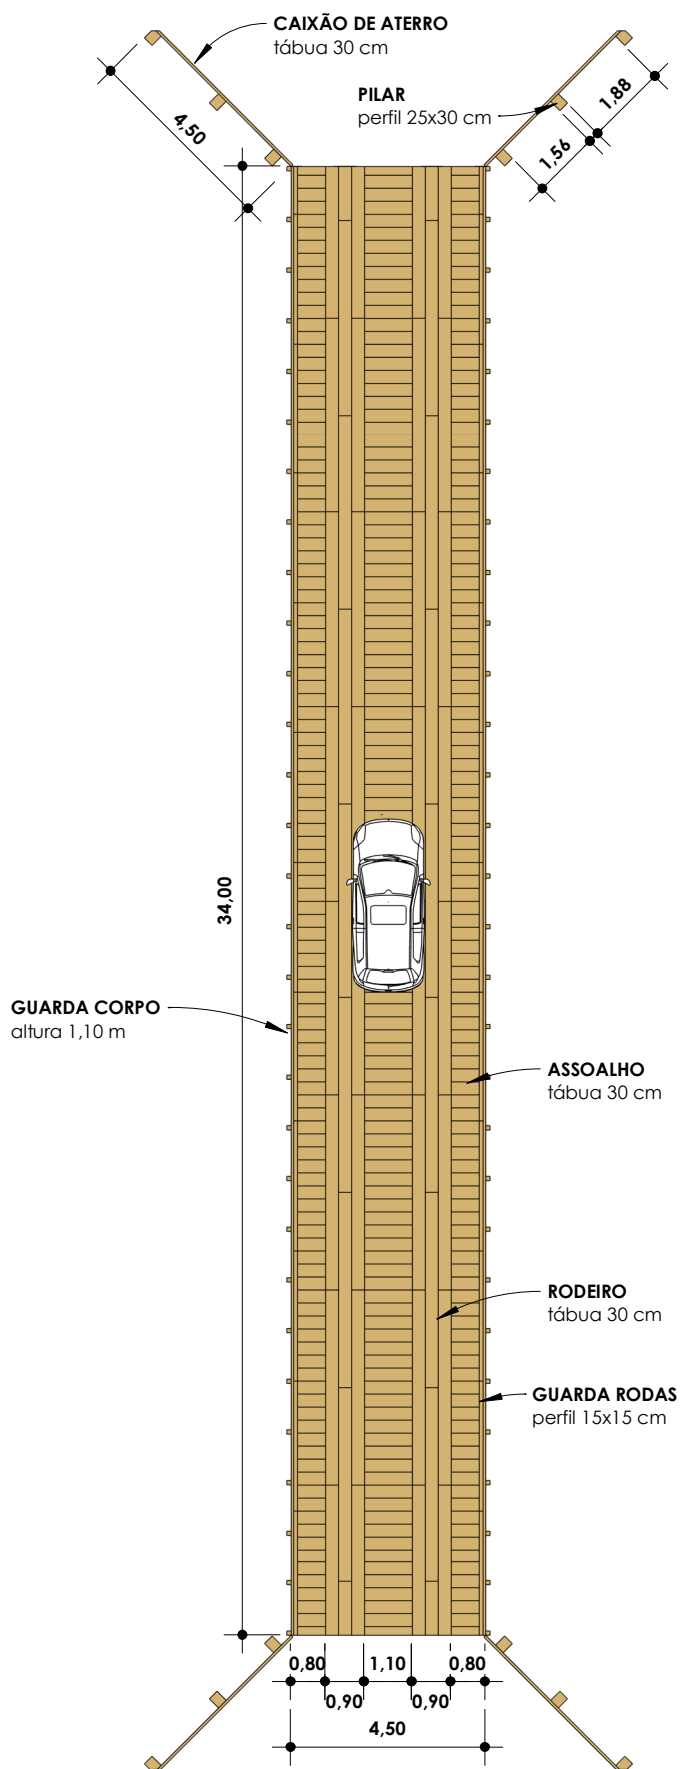 CAIXÃO DE ATERRO
tábua 30 cm
PILAR
perfil 25x30 cm
4,50
1,88
1,56
34,00
GUARDA CORPO
altura 1,10 m
ASSOALHO
tábua 30 cm
RODEIRO
tábua 30 cm
GUARDA RODAS
perfil 15x15 cm
0,80
1,10
0,80
0,90
0,90
4,50